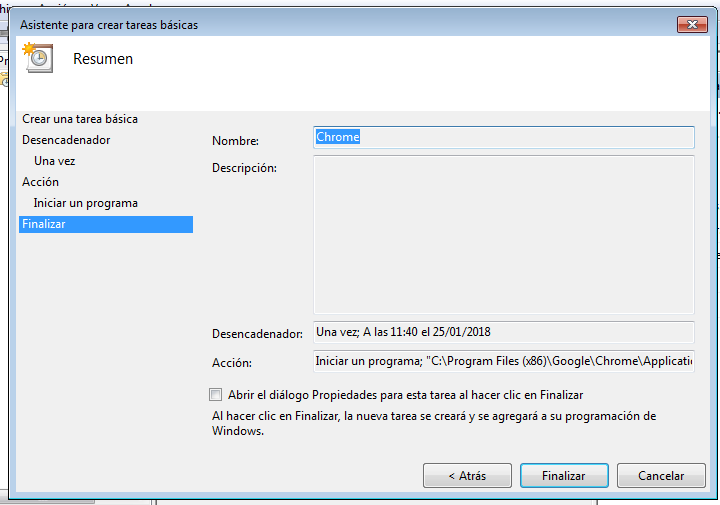 Asistente para crear tareas básicas
Resumen
Crear una tarea básica
Desencadenador
Una vez
Acción
Iniciar un programa
Finalizar
Nombre: Chrome
Descripción:
Desencadenador: Una vez; A las 11:40 el 25/01/2018
Acción: Iniciar un programa; "C:\Program Files (x86)\Google\Chrome\Applicatio
Abrir el diálogo Propiedades para esta tarea al hacer clic en Finalizar
Al hacer clic en Finalizar, la nueva tarea se creará y se agregará a su programación de
Windows.
< Atrás Finalizar Cancelar